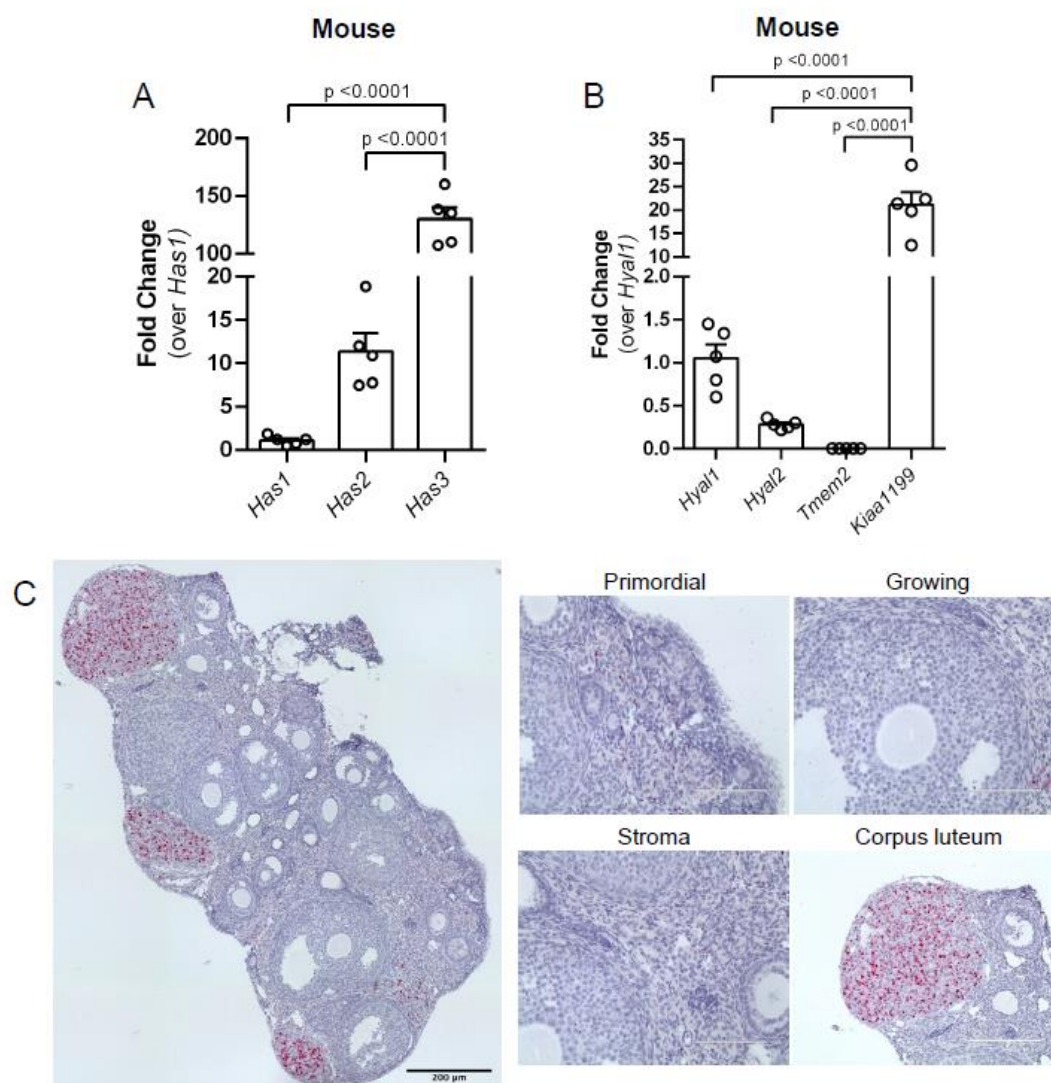 Mouse
A
p <0.0001
p <0.0001
200
150
100
20
15
10
5
0
Fold Change
(over Has1)
Has1
Has2
Has3
Mouse
B
p <0.0001
p <0.0001
p <0.0001
35
30
25
20
15
10
5
2.0
1.5
1.0
0.5
0.0
Fold Change
(over Hyal1)
Hyal1
Hyal2
Tmem2
Kiaa1199
C
200 µm
Primordial
Growing
Stroma
Corpus luteum